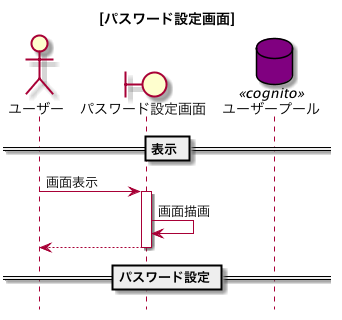 [パスワード設定画面]
ユーザー
パスワード設定画面
«cognito»
ユーザープール
表示
画面表示
画面描画
パスワード設定